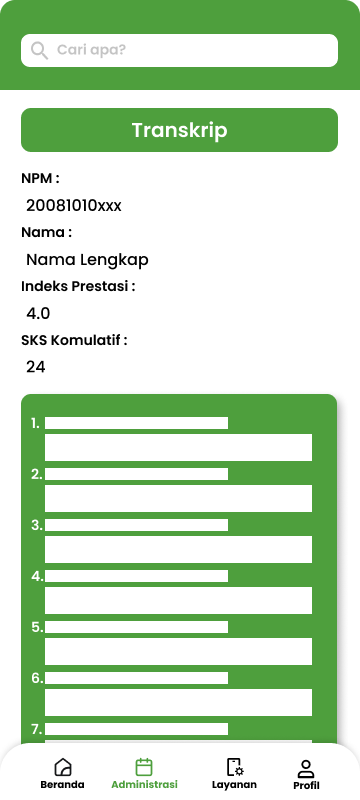 Cari apa?
Transkrip
NPM :
20081010xxx
Nama :
Nama Lengkap
Indeks Prestasi :
4.0
SKS Komulatif :
24
1.
2.
3.
4.
5.
6.
7.
Beranda Administrasi Layanan Profil